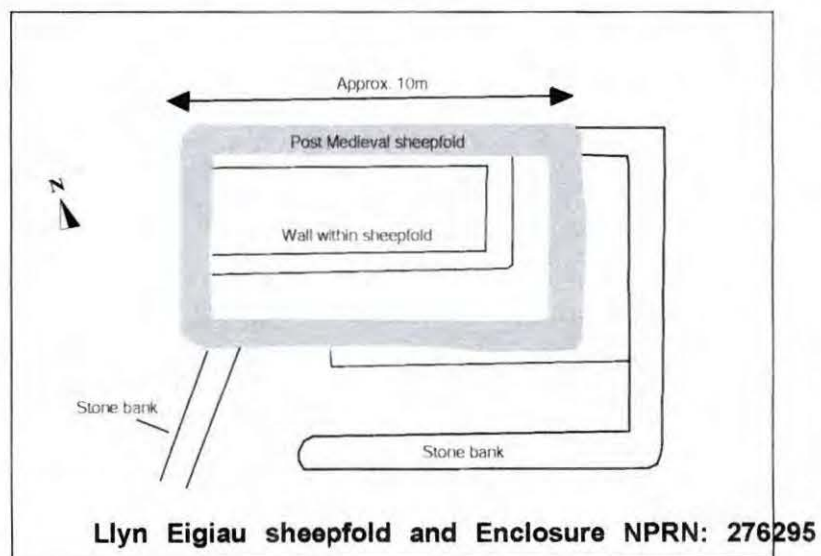 Approx. 10m
Post Medieval sheepfold
N
Wall within sheepfold
Stone bank
Stone bank
Llyn Eigiau sheepfold and Enclosure NPRN: 276295